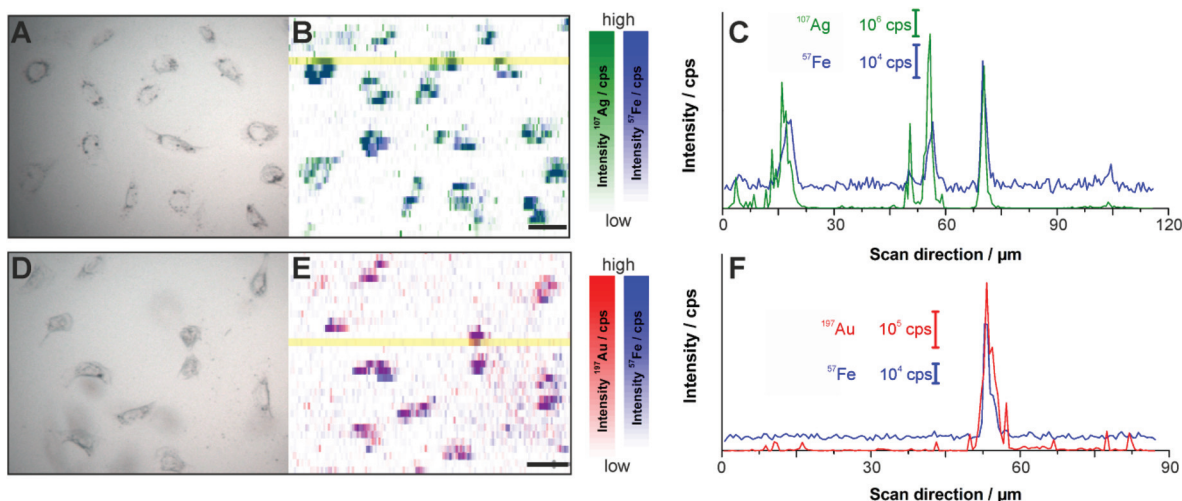 A
B
high
Intensity ¹⁰⁷Ag / cps
Intensity ⁵⁷Fe / cps
low
C
¹⁰⁷Ag 10⁶ cps
⁵⁷Fe 10⁴ cps
Intensity / cps
0 30 60 90 120
Scan direction / µm
D
E
high
Intensity ¹⁹⁷Au / cps
Intensity ⁵⁷Fe / cps
low
F
¹⁹⁷Au 10⁵ cps
⁵⁷Fe 10⁴ cps
Intensity / cps
0 30 60 90
Scan direction / µm